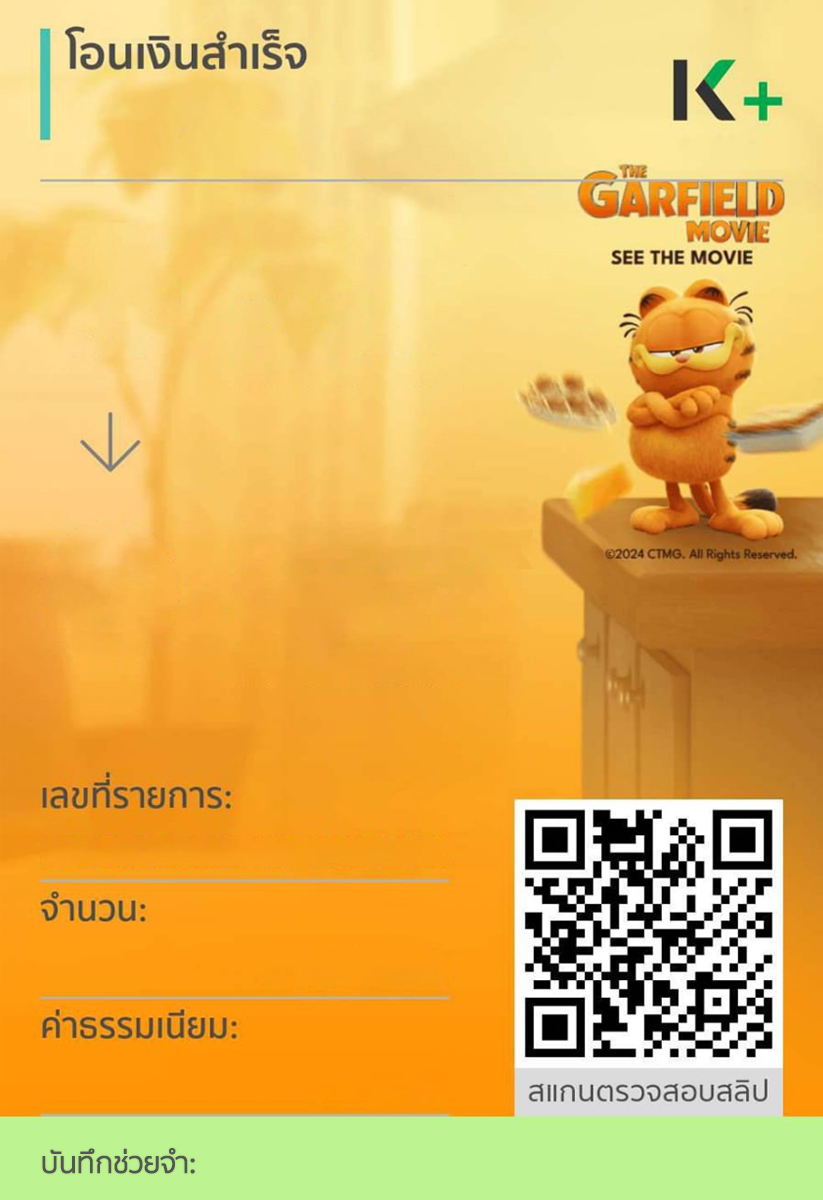 โอนเงินสำเร็จ
K+
THE
GARFIELD
MOVIE
SEE THE MOVIE
©2024 CTMG. All Rights Reserved.
เลขที่รายการ:
จำนวน:
ค่าธรรมเนียม:
สแกนตรวจสอบสลิป
บันทึกช่วยจำ: